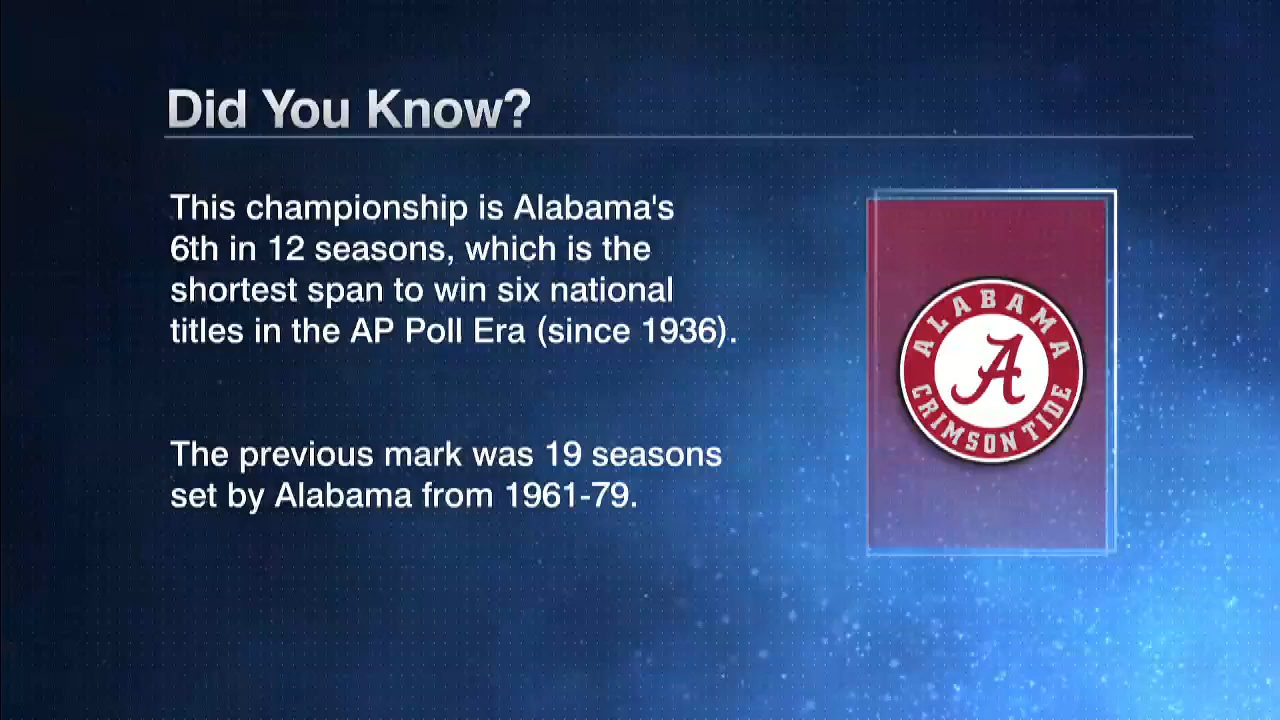 Did You Know?
This championship is Alabama's
6th in 12 seasons, which is the
shortest span to win six national
titles in the AP Poll Era (since 1936).
The previous mark was 19 seasons
set by Alabama from 1961-79.
ALABAMA
A
CRIMSON TIDE